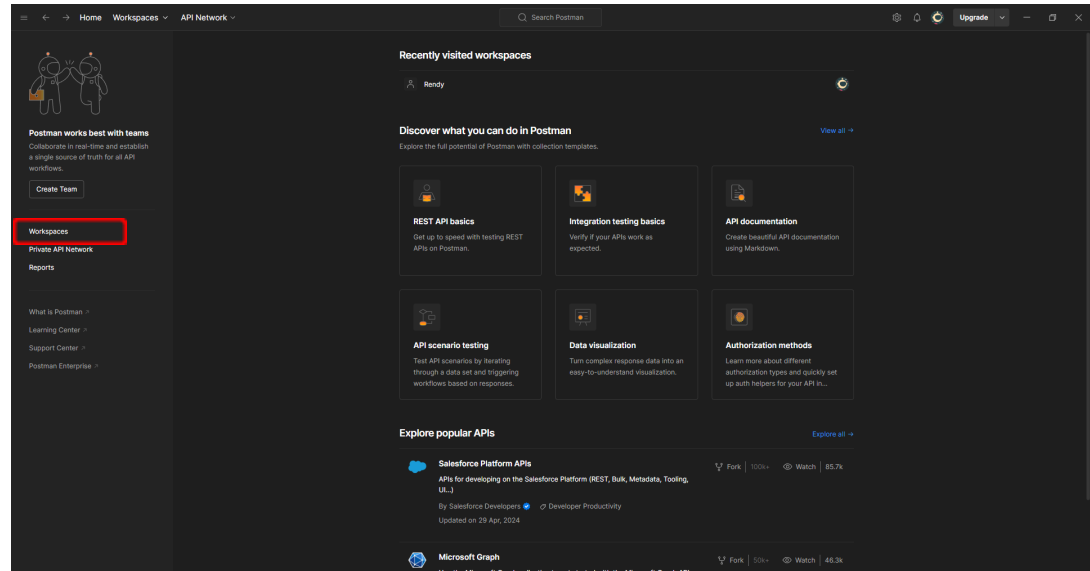 Home Workspaces API Network
Search Postman
Upgrade
Postman works best with teams
Collaborate in real-time and establish
a single source of truth for all API
workflows.
Create Team
Workspaces
Private API Network
Reports
What is Postman
Learning Center
Support Center
Postman Enterprise
Recently visited workspaces
Rendy
Discover what you can do in Postman
View all →
Explore the full potential of Postman with collection templates.
REST API basics
Get up to speed with testing REST
APIs on Postman.
Integration testing basics
Verify if your APIs work as
expected.
API documentation
Create beautiful API documentation
using Markdown.
API scenario testing
Test API scenarios by iterating
through a data set and triggering
workflows based on responses.
Data visualization
Turn complex response data into an
easy-to-understand visualization.
Authorization methods
Learn more about different
authorization types and quickly set
up auth helpers for your API in...
Explore popular APIs
Explore all →
Salesforce Platform APIs
Fork 100k+ Watch 85.7k
APIs for developing on the Salesforce Platform (REST, Bulk, Metadata, Tooling,
UI...)
By Salesforce Developers Developer Productivity
Updated on 29 Apr, 2024
Microsoft Graph
Fork 50k+ Watch 46.3k